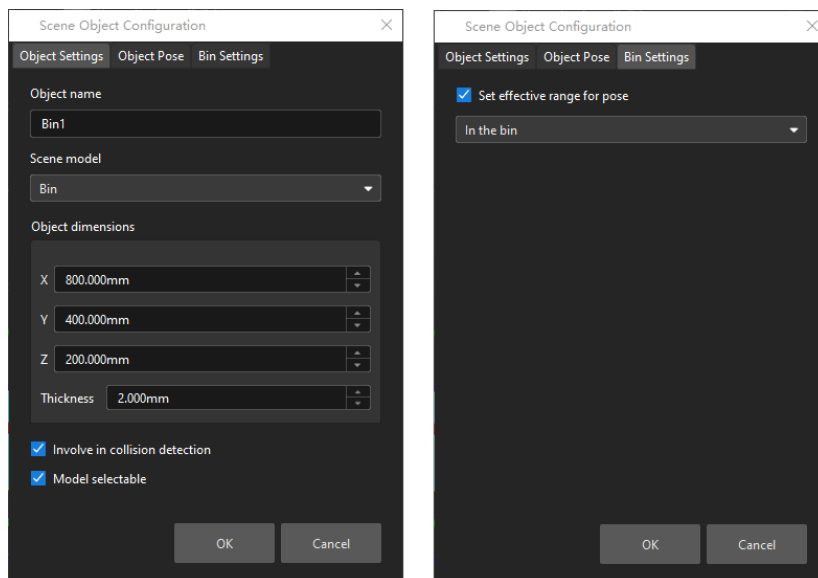 Scene Object Configuration
Object Settings Object Pose Bin Settings
Object name
Bin1
Scene model
Bin
Object dimensions
X 800.000mm
Y 400.000mm
Z 200.000mm
Thickness 2.000mm
Involve in collision detection
Model selectable
OK Cancel
Scene Object Configuration
Object Settings Object Pose Bin Settings
Set effective range for pose
In the bin
OK Cancel